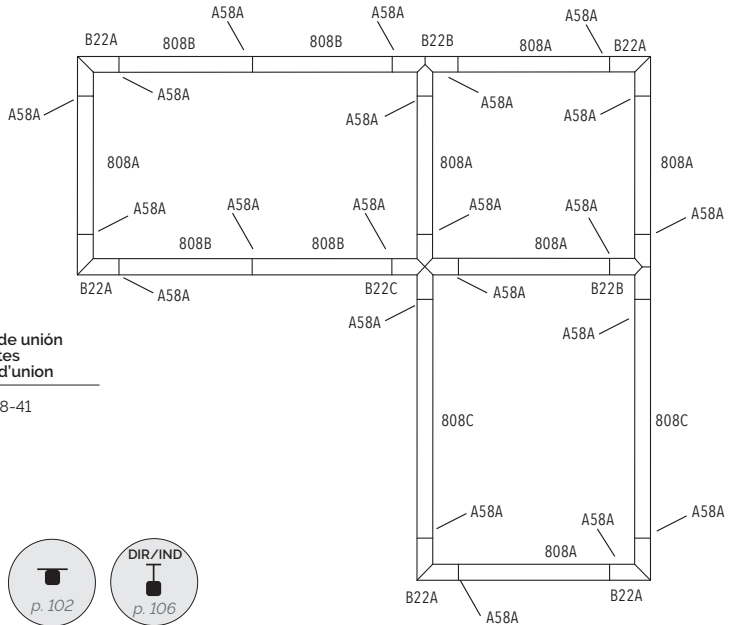 A58A
A58A
A58A
B22A
808B
808B
B22B
808A
B22A
A58A
A58A
A58A
A58A
A58A
808A
808A
808A
A58A
A58A
A58A
A58A
A58A
808B
808B
808A
B22A
A58A
B22C
A58A
B22B
A58A
A58A
de unión
tes
d'union
8-41
808C
808C
A58A
A58A
A58A
808A
DIR/IND
p. 102
p. 106
B22A
A58A
B22A